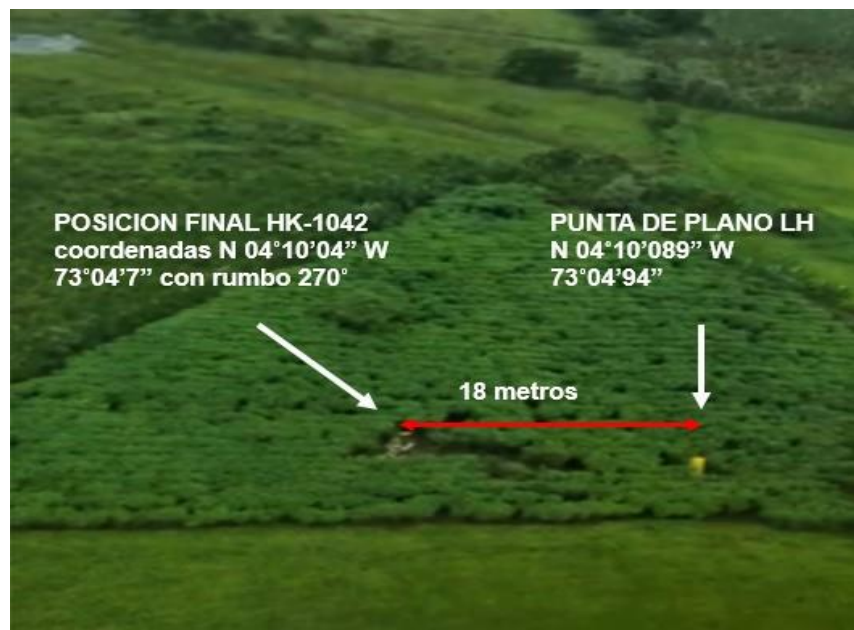 POSICION FINAL HK-1042
coordenadas N 04°10’04” W
73°04’7” con rumbo 270°
PUNTA DE PLANO LH
N 04°10’089” W
73°04’94”
18 metros